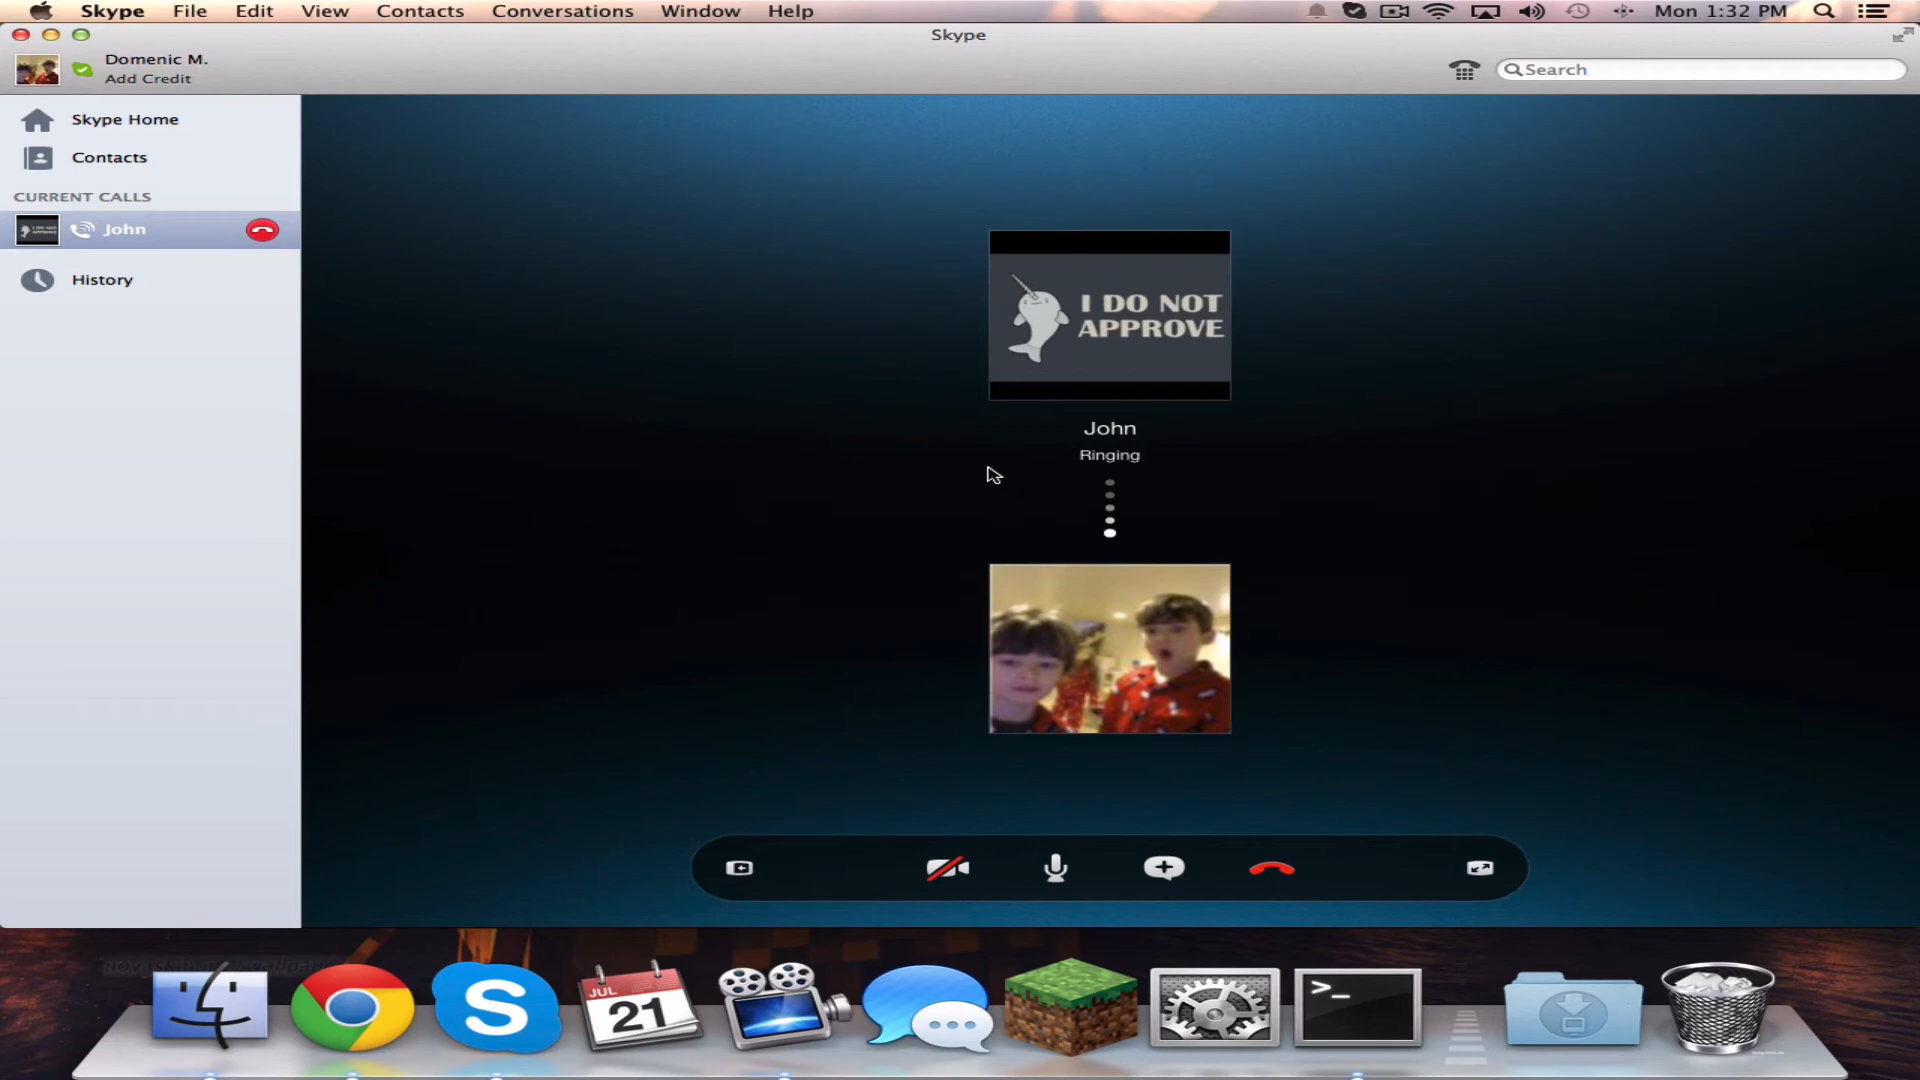 Skype File Edit View Contacts Conversations Window Help Mon 1:32 PM
Skype
Domenic M.
Add Credit
Search
Skype Home
Contacts
CURRENT CALLS
John
History
I DO NOT
APPROVE
John
Ringing
JUL
21
S
>_